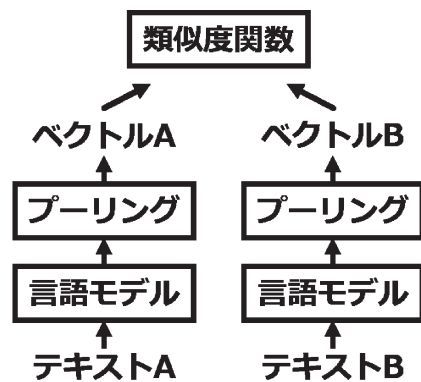 類似度関数
ベクトルA ベクトルB
プーリング プーリング
言語モデル 言語モデル
テキストA テキストB